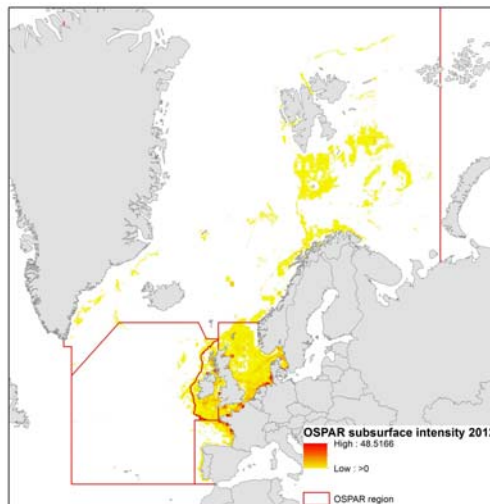 OSPAR subsurface intensity 201
High : 48.5166
Low : >0
OSPAR region